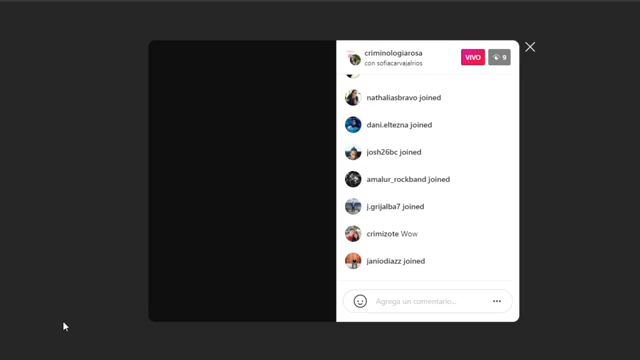 criminologiarosa
con sofiacarvajalrios
VIVO
9
nathaliasbravo joined
dani.eltezna joined
josh26bc joined
amalur_rockband joined
j.grijalba7 joined
crimizote Wow
janiodiazz joined
Agrega un comentario...